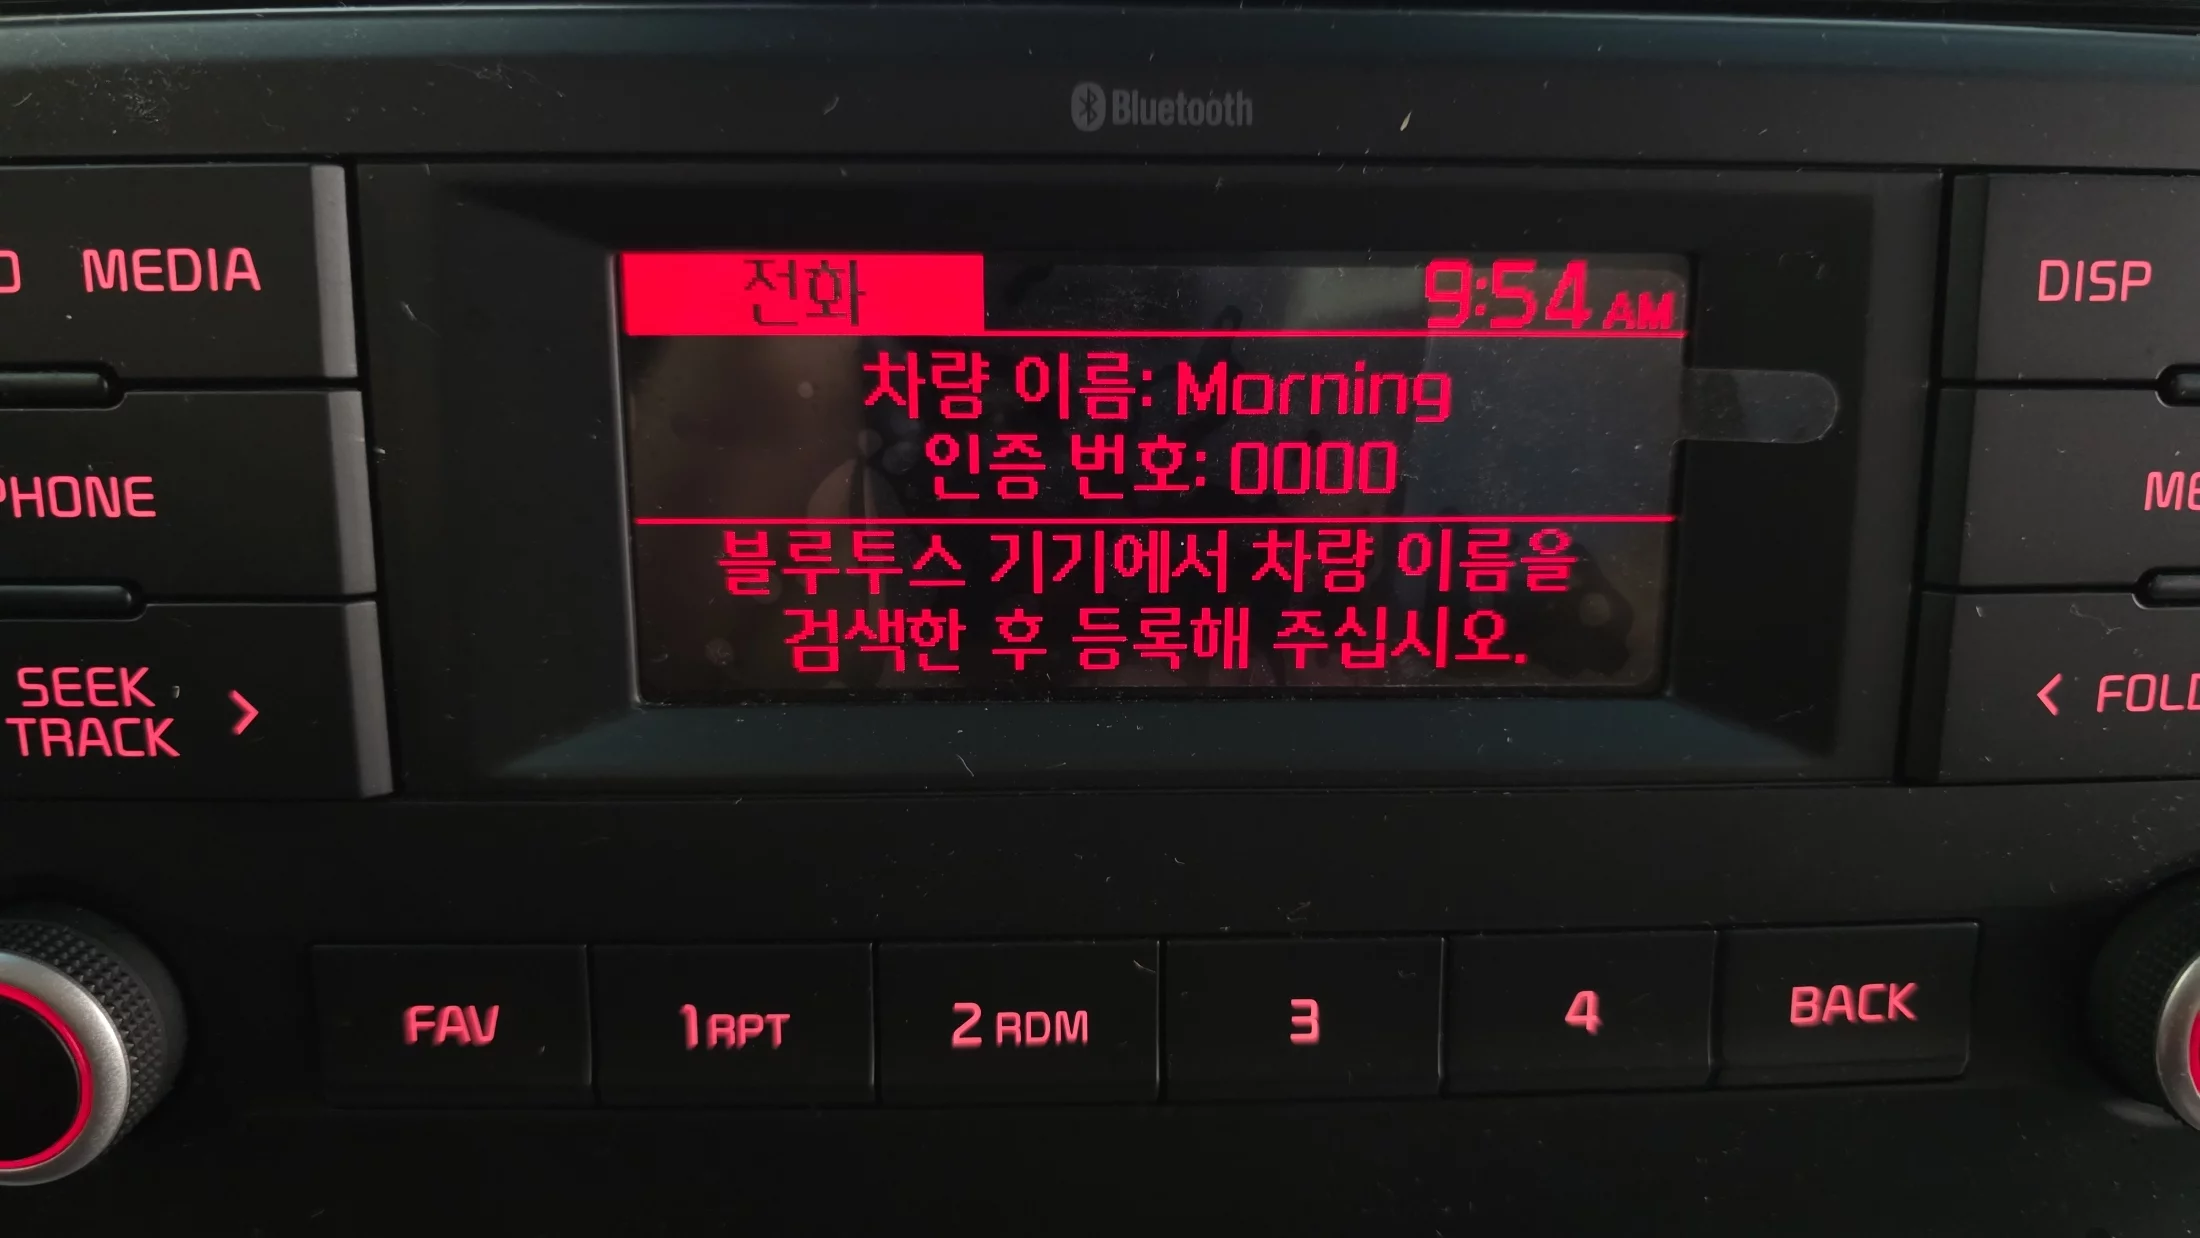 Bluetooth
MEDIA
DISP
전화
9:54 AM
차량 이름: Morning
인증 번호: 0000
블루투스 기기에서 차량 이름을
검색한 후 등록해 주십시오.
PHONE
SEEK
TRACK >
FAV
1 RPT
2 RDM
3
4
BACK